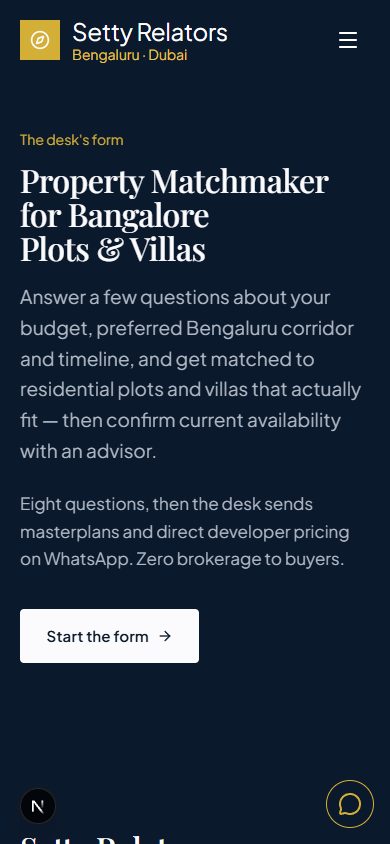 Setty Relators
Bengaluru · Dubai
The desk's form
Property Matchmaker
for Bangalore
Plots & Villas
Answer a few questions about your
budget, preferred Bengaluru corridor
and timeline, and get matched to
residential plots and villas that actually
fit — then confirm current availability
with an advisor.
Eight questions, then the desk sends
masterplans and direct developer pricing
on WhatsApp. Zero brokerage to buyers.
Start the form →
N